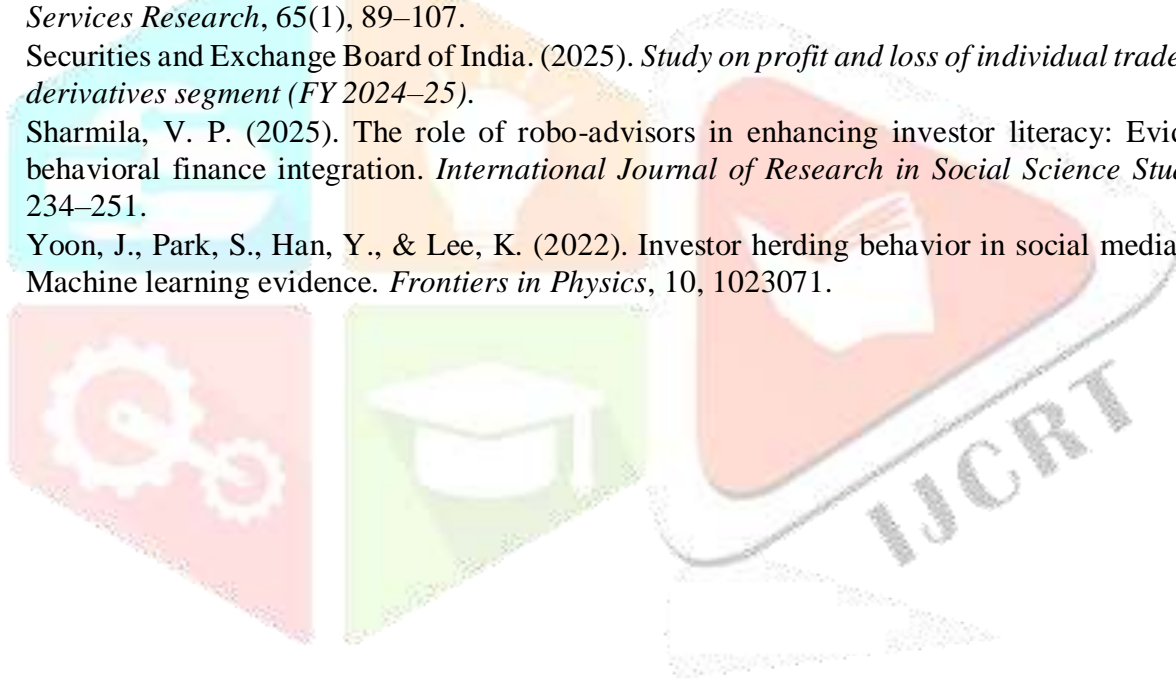 Services Research, 65(1), 89–107.
Securities and Exchange Board of India. (2025). Study on profit and loss of individual trade
derivatives segment (FY 2024–25).
Sharmila, V. P. (2025). The role of robo-advisors in enhancing investor literacy: Evid
behavioral finance integration. International Journal of Research in Social Science Stu
234–251.
Yoon, J., Park, S., Han, Y., & Lee, K. (2022). Investor herding behavior in social media
Machine learning evidence. Frontiers in Physics, 10, 1023071.
IJCRT